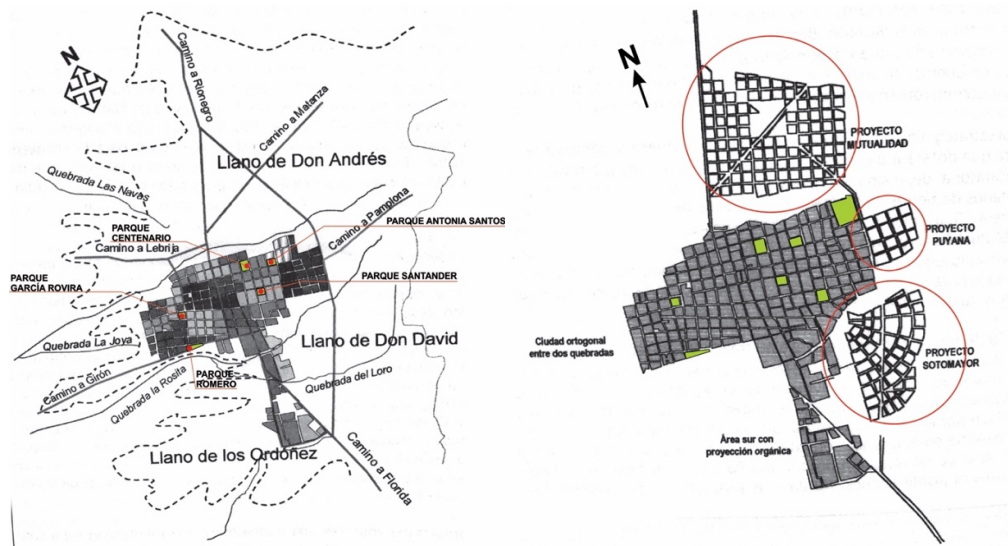 N
Camino a Rionegro
Camino a Matanza
Llano de Don Andrés
Quebrada Las Navas
Camino a Pamplona
PARQUE ANTONIA SANTOS
PARQUE
CENTENARIO
Camino a Lebrija
PARQUE SANTANDER
PARQUE
GARCÍA ROVIRA
Llano de Don David
Quebrada La Joya
Camino a Girón
PARQUE
ROMERO
Quebrada del Loro
Quebrada la Rosita
Llano de los Ordóñez
Camino a Florida
N
PROYECTO
MUTUALIDAD
PROYECTO
PUYANA
Ciudad ortogonal
entre dos quebradas
PROYECTO
SOTOMAYOR
Área sur con
proyección orgánica